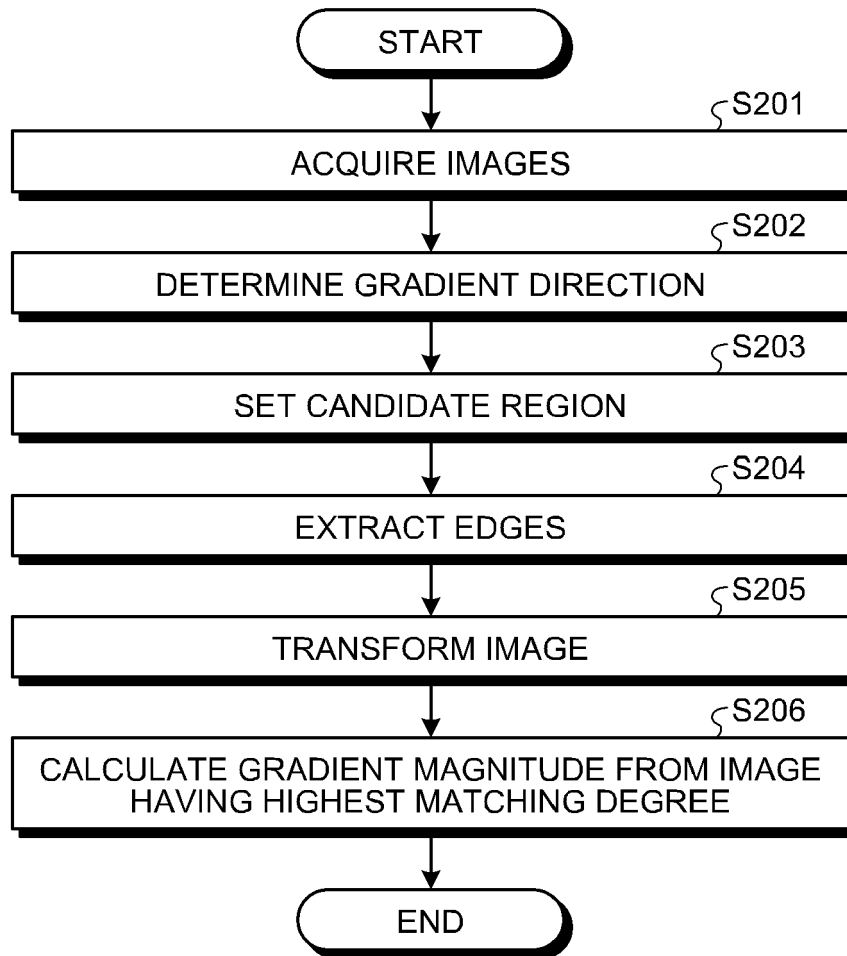 START
S201
ACQUIRE IMAGES
S202
DETERMINE GRADIENT DIRECTION
S203
SET CANDIDATE REGION
S204
EXTRACT EDGES
S205
TRANSFORM IMAGE
S206
CALCULATE GRADIENT MAGNITUDE FROM IMAGE
HAVING HIGHEST MATCHING DEGREE
END